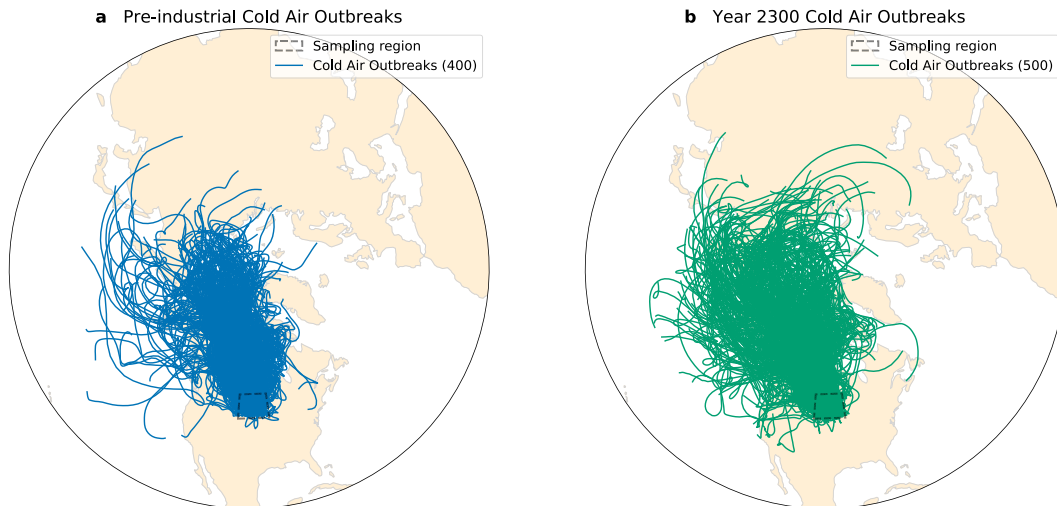 a Pre-industrial Cold Air Outbreaks
Sampling region
Cold Air Outbreaks (400)
b Year 2300 Cold Air Outbreaks
Sampling region
Cold Air Outbreaks (500)